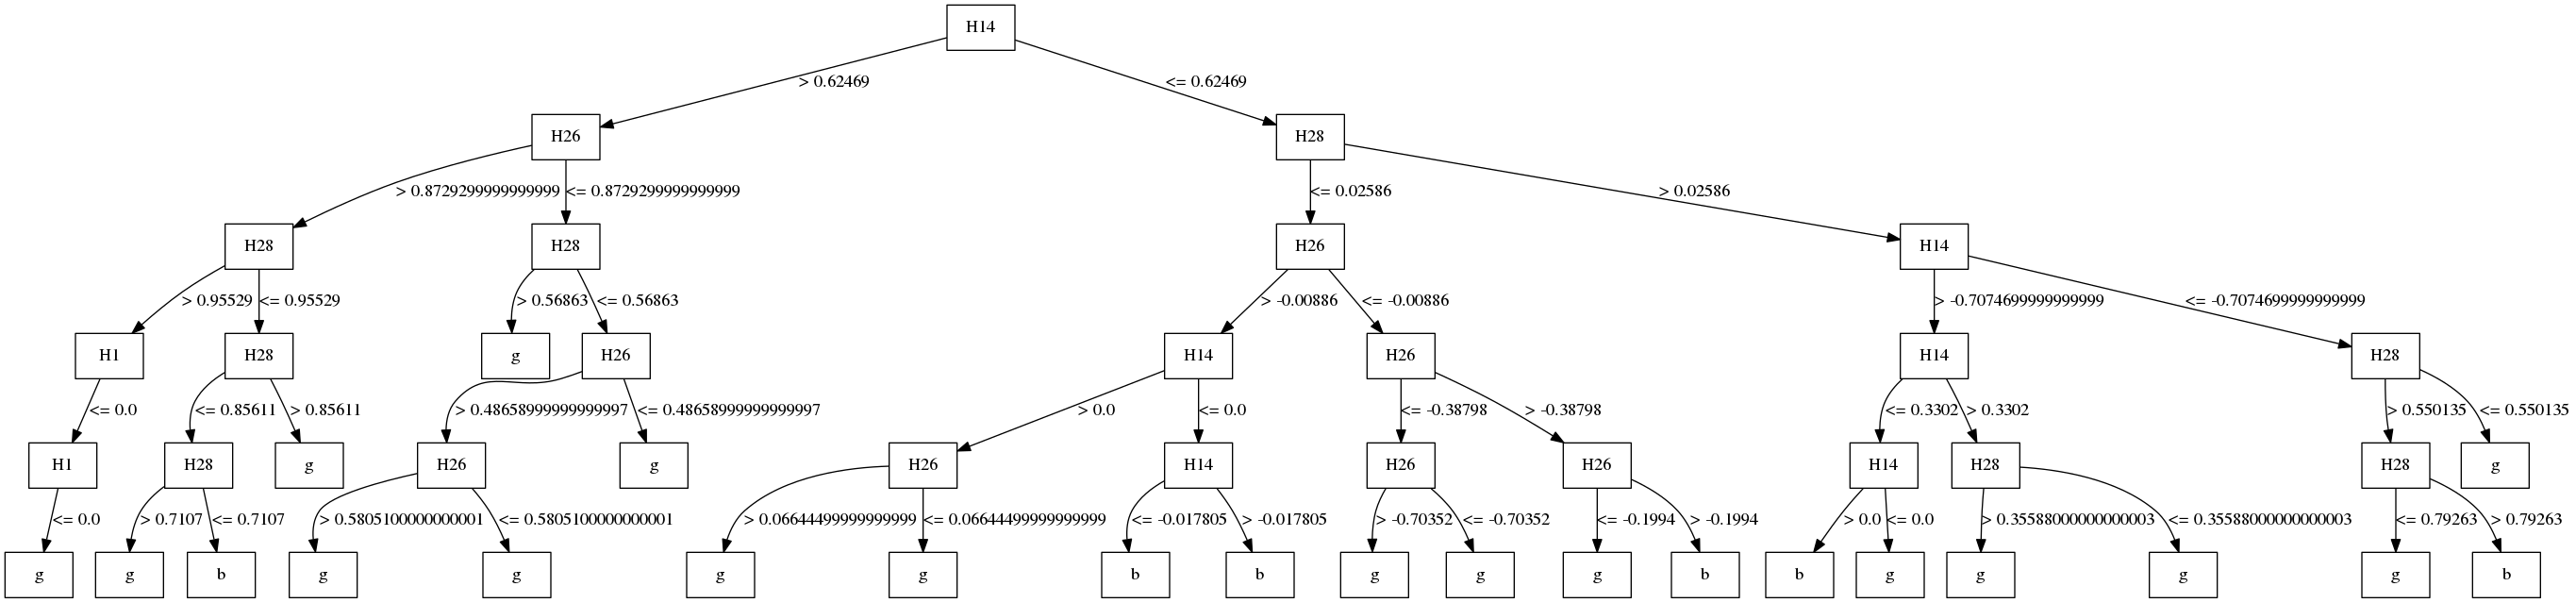 H14
> 0.62469
<= 0.62469
H26
H28
> 0.8729299999999999
<= 0.8729299999999999
<= 0.02586
> 0.02586
H28
H28
H26
H14
> 0.95529
<= 0.95529
> 0.56863
<= 0.56863
> -0.00886
<= -0.00886
> -0.7074699999999999
<= -0.7074699999999999
H1
H28
g
H26
H14
H26
H14
H28
<= 0.0
<= 0.85611
> 0.85611
> 0.48658999999999997
<= 0.48658999999999997
> 0.0
<= 0.0
<= -0.38798
> -0.38798
<= 0.3302
> 0.3302
> 0.550135
<= 0.550135
H1
H28
g
H26
g
H26
H14
H26
H26
H14
H28
H28
g
<= 0.0
> 0.7107
<= 0.7107
> 0.5805100000000001
<= 0.5805100000000001
> 0.06644499999999999
<= 0.06644499999999999
<= -0.017805
> -0.017805
> -0.70352
<= -0.70352
<= -0.1994
> -0.1994
> 0.0
<= 0.0
> 0.35588000000000003
<= 0.35588000000000003
<= 0.79263
> 0.79263
g
g
b
g
g
g
g
b
b
g
g
g
b
b
g
g
g
g
b